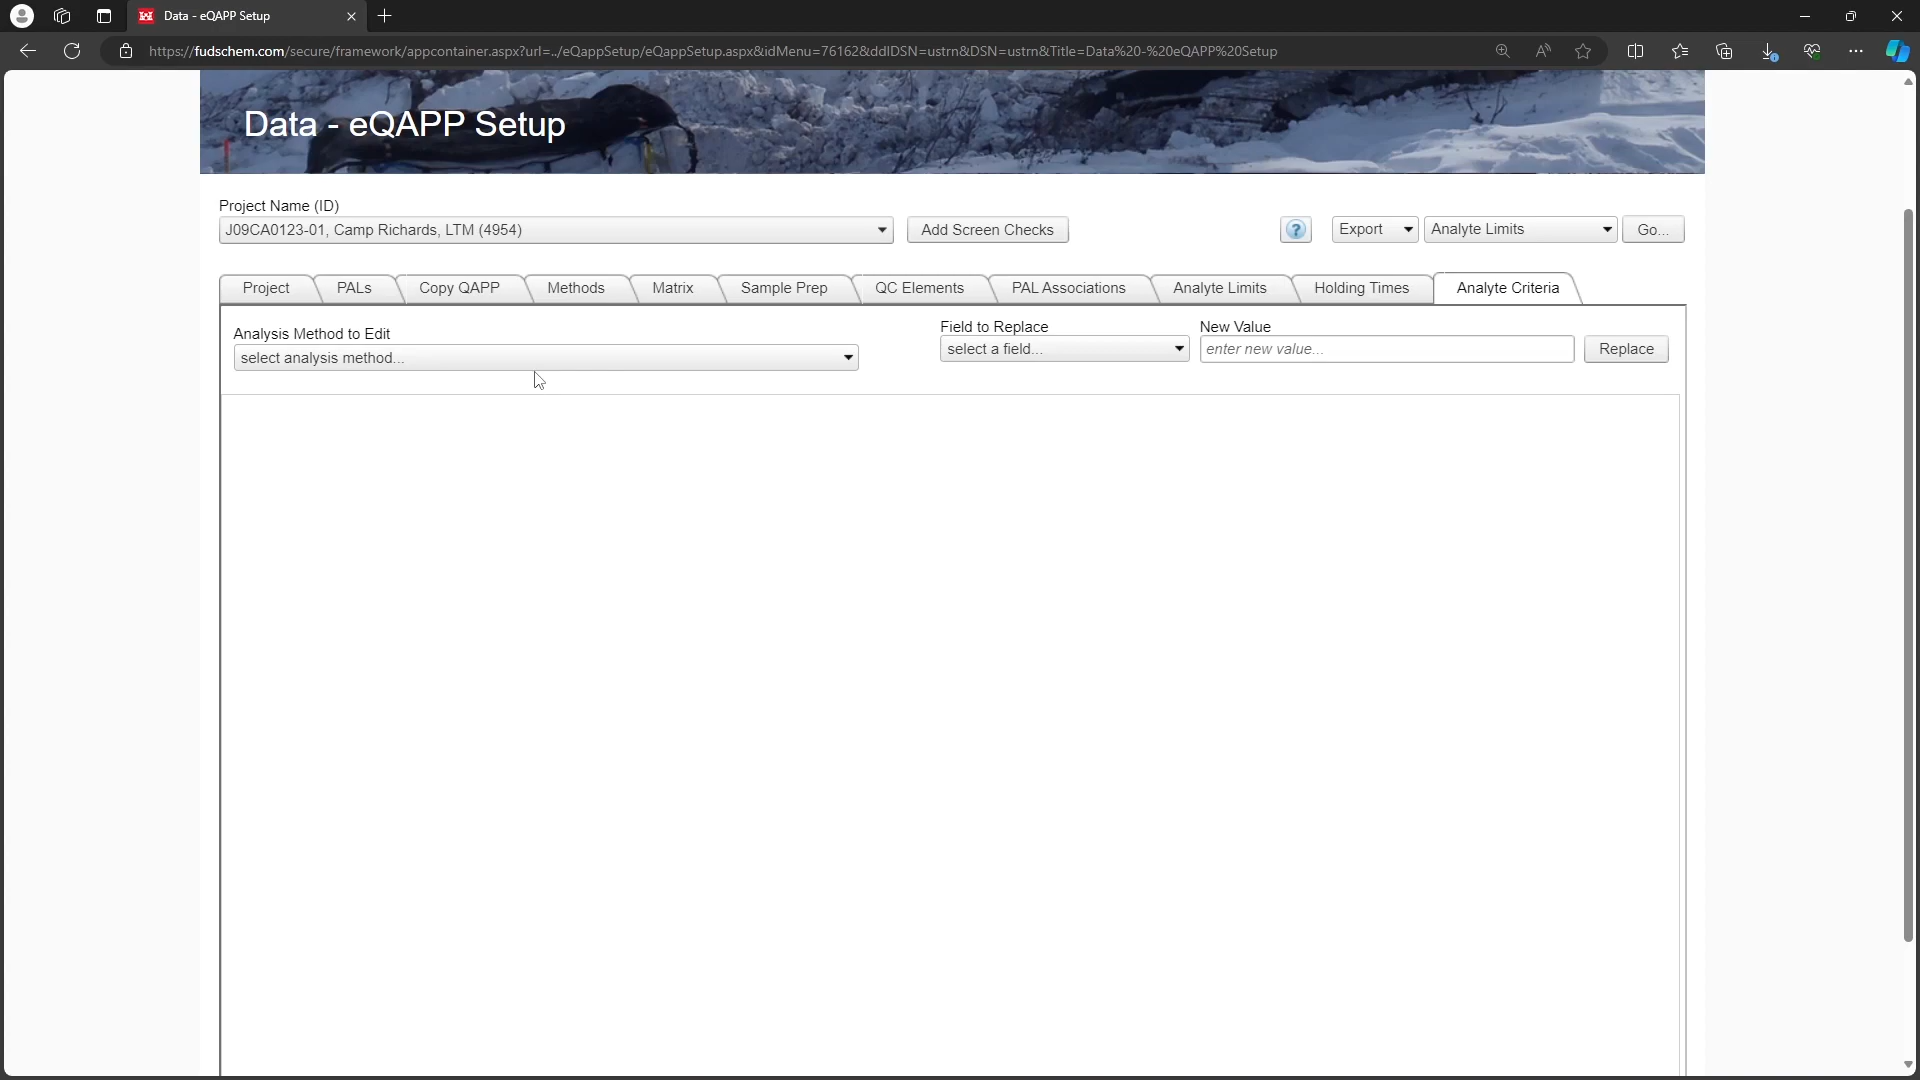 Data - eQAPP Setup
https://fudschem.com/secure/framework/appcontainer.aspx?url=../eQappSetup/eQappSetup.aspx&idMenu=76162&ddlDSN=ustrn&DSN=ustrn&Title=Data%20-%20eQAPP%20Setup
Data - eQAPP Setup
Project Name (ID)
J09CA0123-01, Camp Richards, LTM (4954)
Add Screen Checks
?
Export
Analyte Limits
Go...
Project
PALs
Copy QAPP
Methods
Matrix
Sample Prep
QC Elements
PAL Associations
Analyte Limits
Holding Times
Analyte Criteria
Analysis Method to Edit
select analysis method...
Field to Replace
select a field...
New Value
enter new value...
Replace